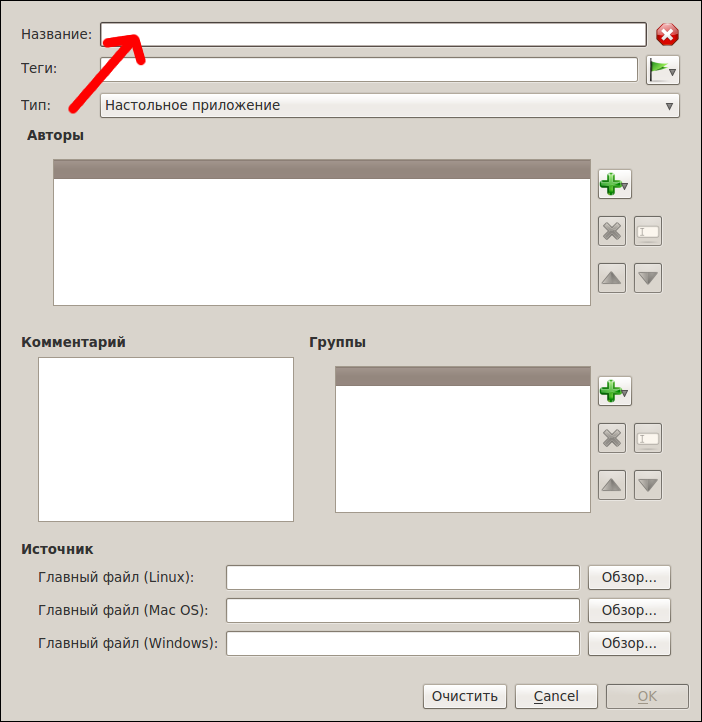 Название:
Теги:
Тип: Настольное приложение
Авторы
Комментарий Группы
Источник
Главный файл (Linux): Обзор...
Главный файл (Mac OS): Обзор...
Главный файл (Windows): Обзор...
Очистить Cancel OK